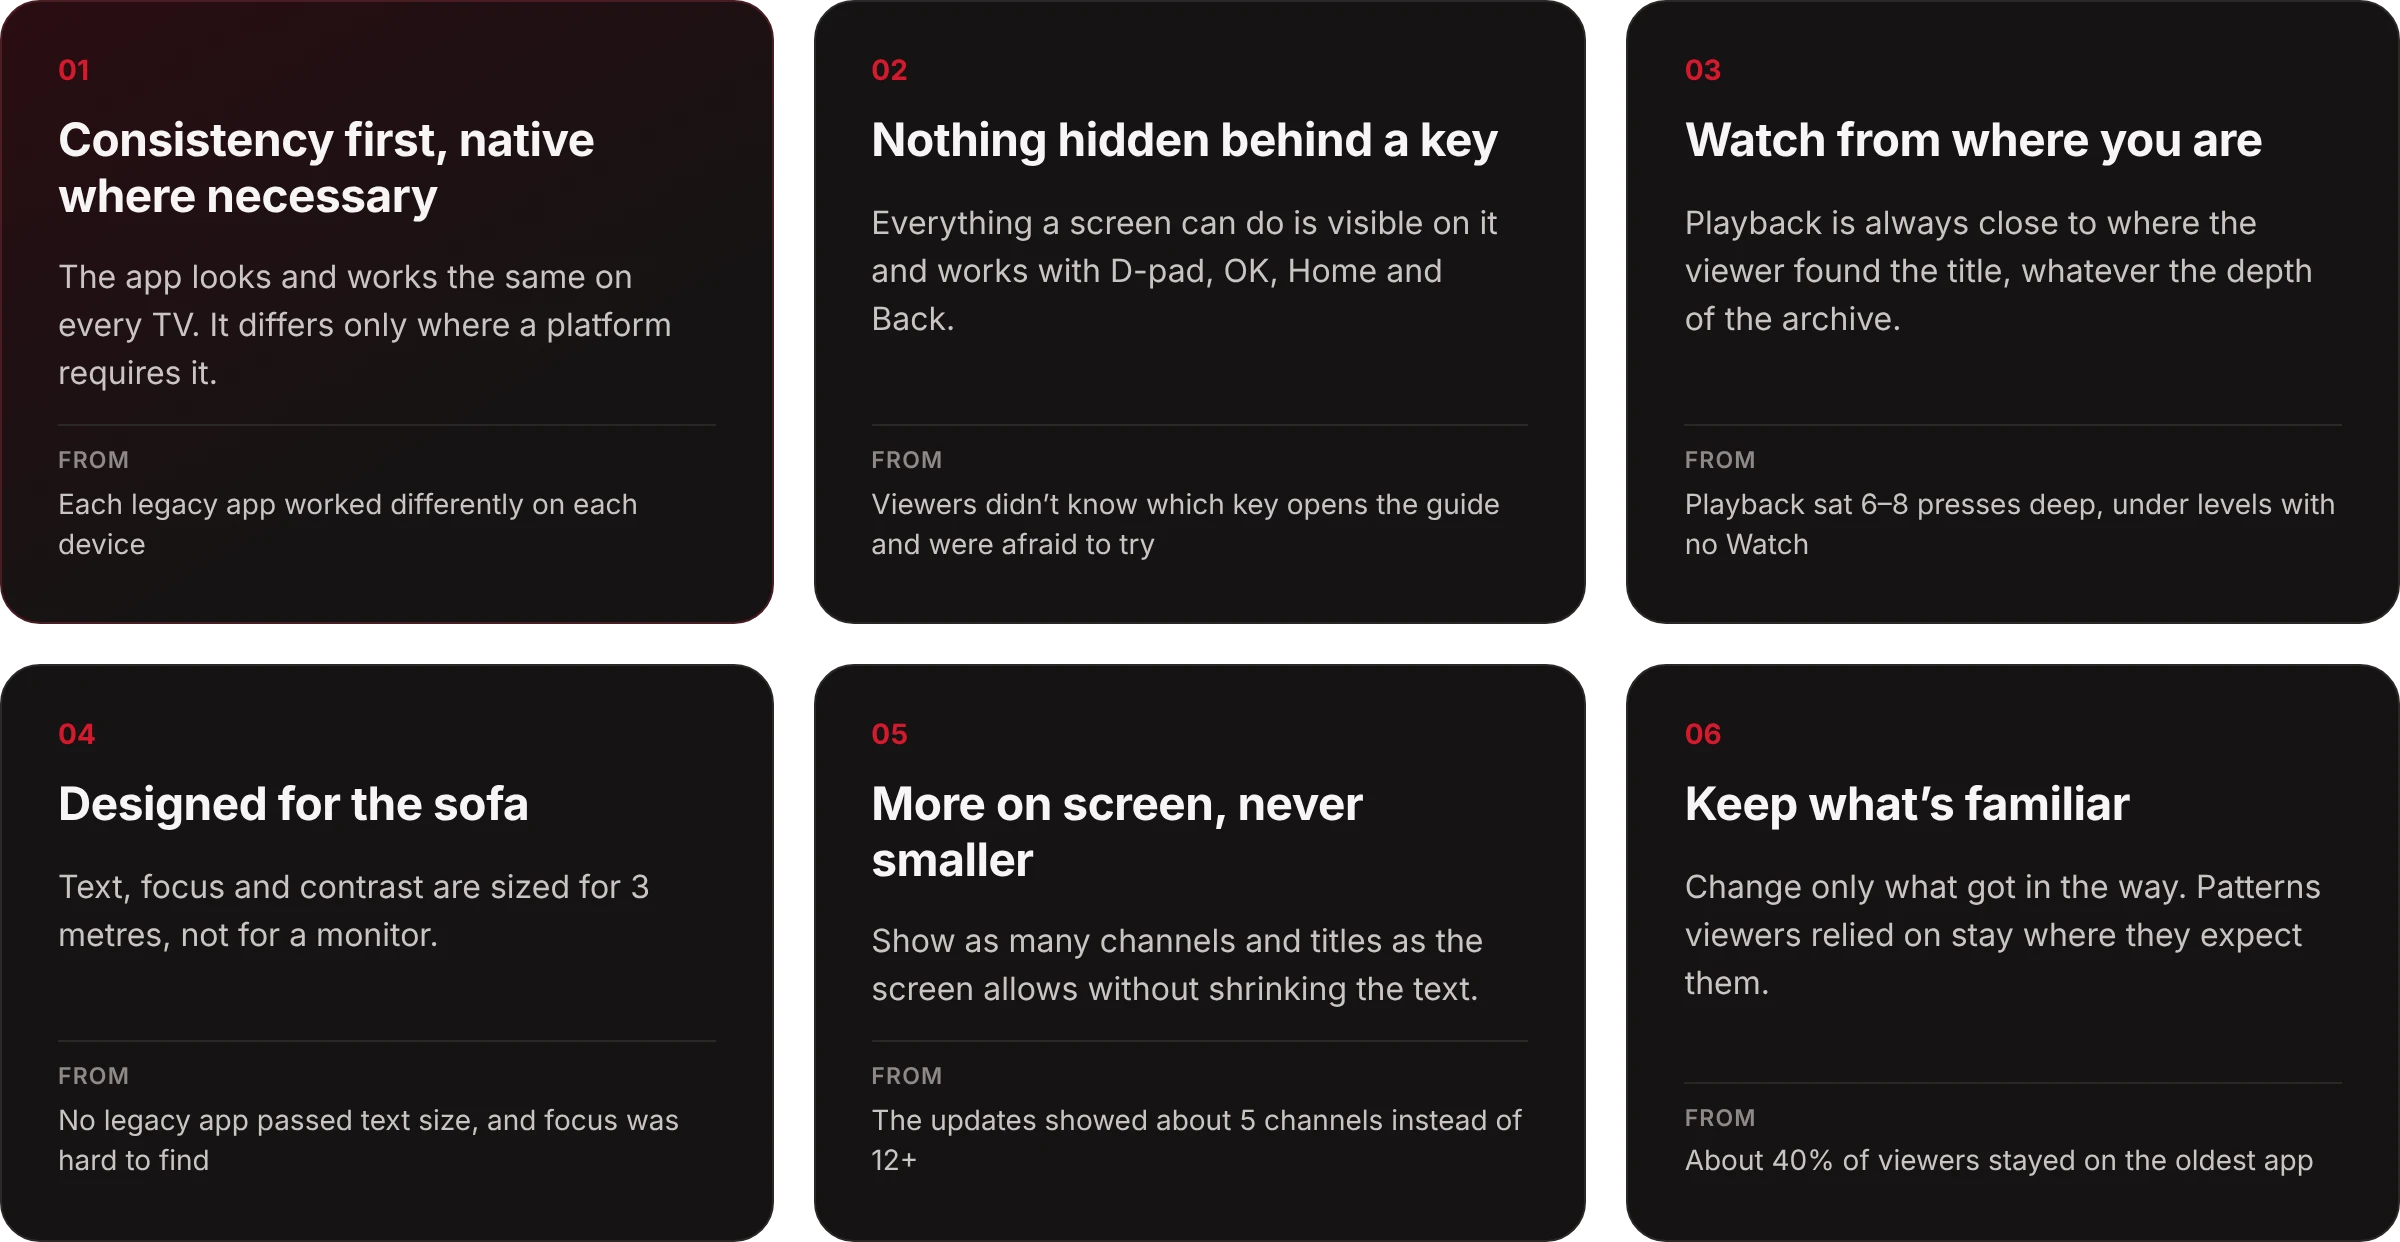 01
Consistency first, native
where necessary
The app looks and works the same on
every TV. It differs only where a platform
requires it.
FROM
Each legacy app worked differently on each
device
02
Nothing hidden behind a key
Everything a screen can do is visible on it
and works with D-pad, OK, Home and
Back.
FROM
Viewers didn’t know which key opens the guide
and were afraid to try
03
Watch from where you are
Playback is always close to where the
viewer found the title, whatever the depth
of the archive.
FROM
Playback sat 6–8 presses deep, under levels with
no Watch
04
Designed for the sofa
Text, focus and contrast are sized for 3
metres, not for a monitor.
FROM
No legacy app passed text size, and focus was
hard to find
05
More on screen, never
smaller
Show as many channels and titles as the
screen allows without shrinking the text.
FROM
The updates showed about 5 channels instead of
12+
06
Keep what’s familiar
Change only what got in the way. Patterns
viewers relied on stay where they expect
them.
FROM
About 40% of viewers stayed on the oldest app